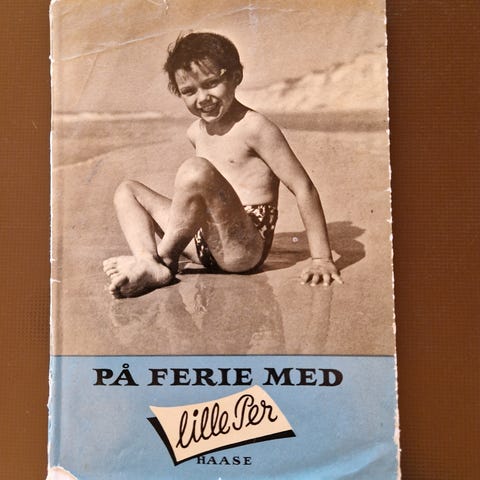 PÅ FERIE MED
lille Per
HAASE